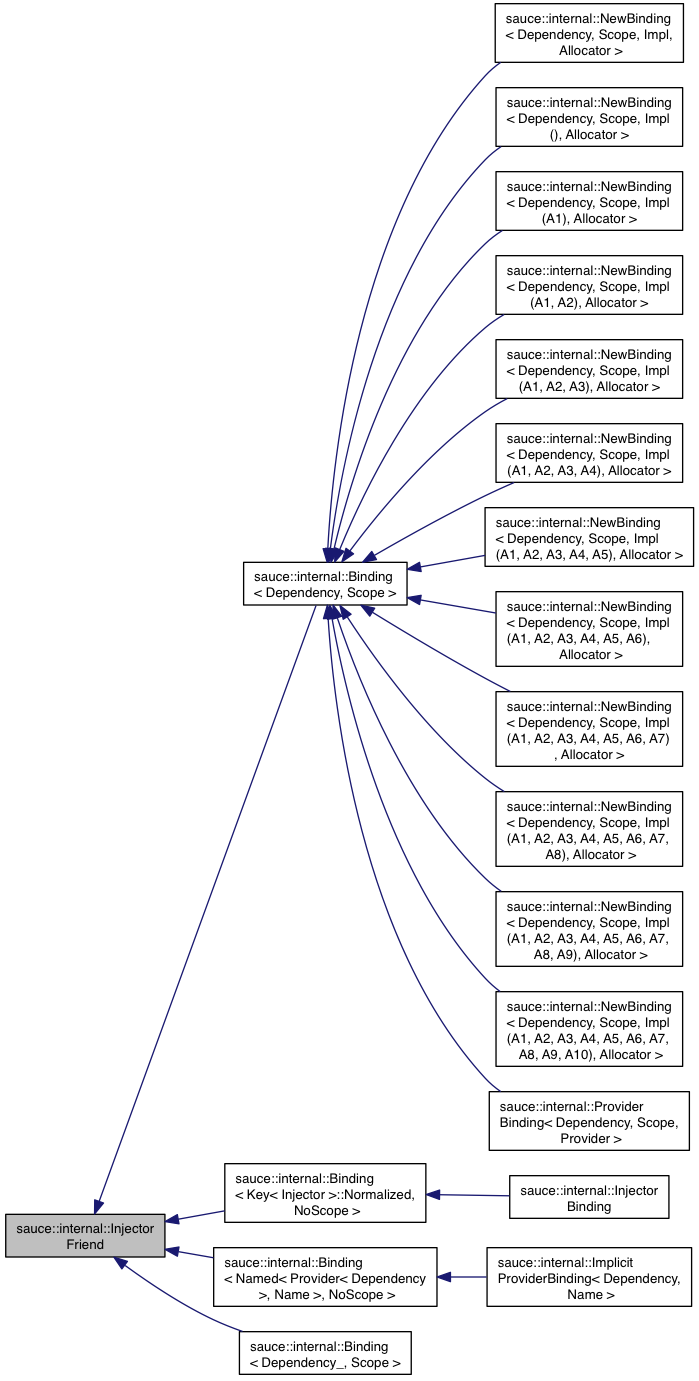 sauce::internal::NewBinding
< Dependency, Scope, Impl,
Allocator >
sauce::internal::NewBinding
< Dependency, Scope, Impl
(), Allocator >
sauce::internal::NewBinding
< Dependency, Scope, Impl
(A1), Allocator >
sauce::internal::NewBinding
< Dependency, Scope, Impl
(A1, A2), Allocator >
sauce::internal::NewBinding
< Dependency, Scope, Impl
(A1, A2, A3), Allocator >
sauce::internal::NewBinding
< Dependency, Scope, Impl
(A1, A2, A3, A4), Allocator >
sauce::internal::NewBinding
< Dependency, Scope, Impl
(A1, A2, A3, A4, A5), Allocator >
sauce::internal::Binding
< Dependency, Scope >
sauce::internal::NewBinding
< Dependency, Scope, Impl
(A1, A2, A3, A4, A5, A6),
Allocator >
sauce::internal::NewBinding
< Dependency, Scope, Impl
(A1, A2, A3, A4, A5, A6, A7)
, Allocator >
sauce::internal::NewBinding
< Dependency, Scope, Impl
(A1, A2, A3, A4, A5, A6, A7,
A8), Allocator >
sauce::internal::NewBinding
< Dependency, Scope, Impl
(A1, A2, A3, A4, A5, A6, A7,
A8, A9), Allocator >
sauce::internal::NewBinding
< Dependency, Scope, Impl
(A1, A2, A3, A4, A5, A6, A7,
A8, A9, A10), Allocator >
sauce::internal::Provider
Binding< Dependency, Scope,
Provider >
sauce::internal::Binding
< Key< Injector >::Normalized,
NoScope >
sauce::internal::Injector
Binding
sauce::internal::Injector
Friend
sauce::internal::Binding
< Named< Provider< Dependency
>, Name >, NoScope >
sauce::internal::Implicit
ProviderBinding< Dependency,
Name >
sauce::internal::Binding
< Dependency_, Scope >